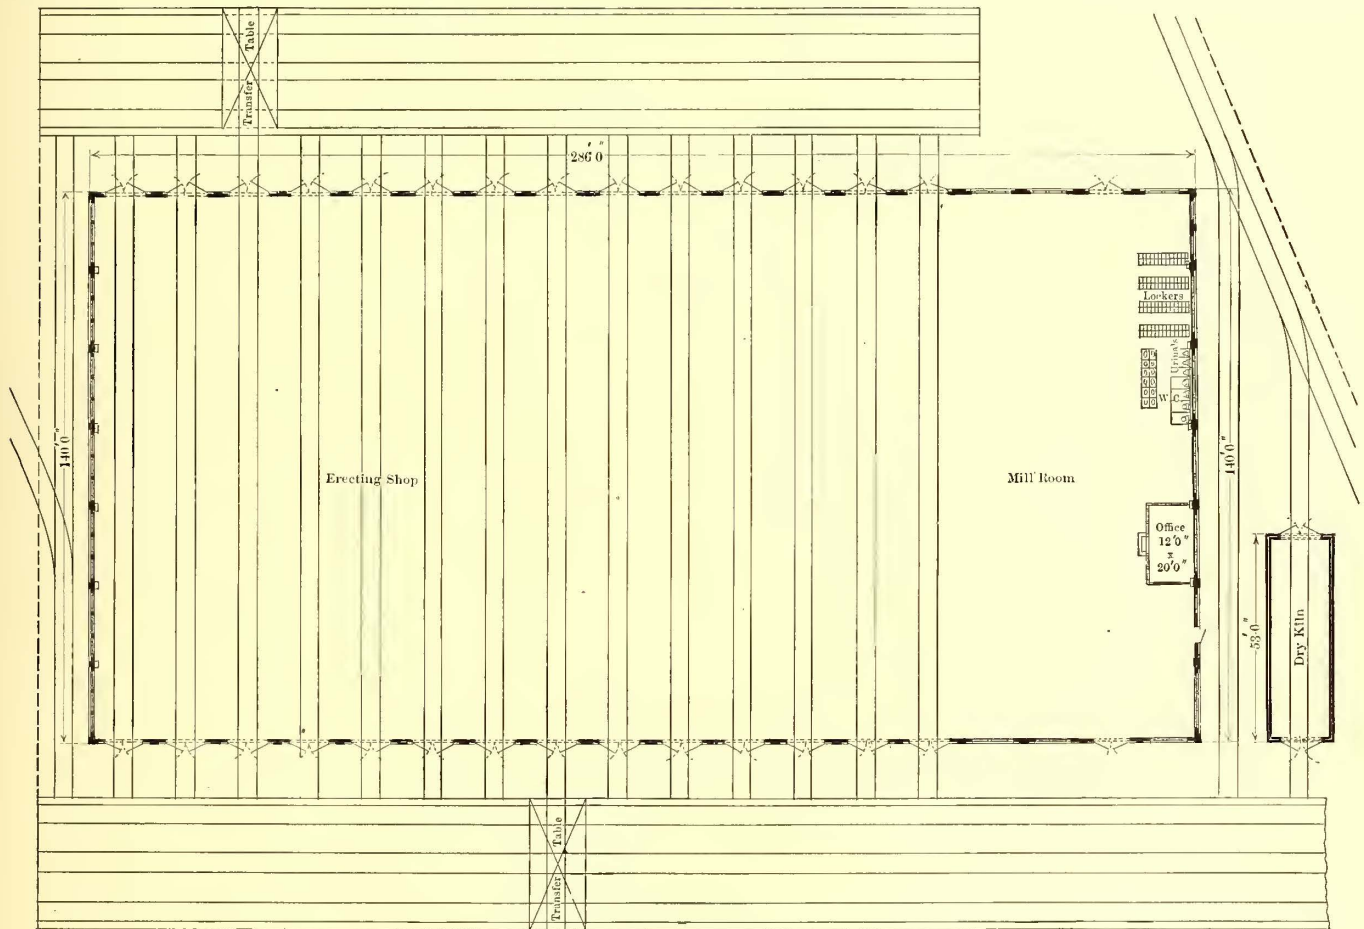 Transfer Table
286'0"
Lockers
Urinals
W.C.
140'0"
140'0"
Erecting Shop
Mill Room
Office
12'0"
x
20'0"
53'0"
Dry Kiln
Transfer Table